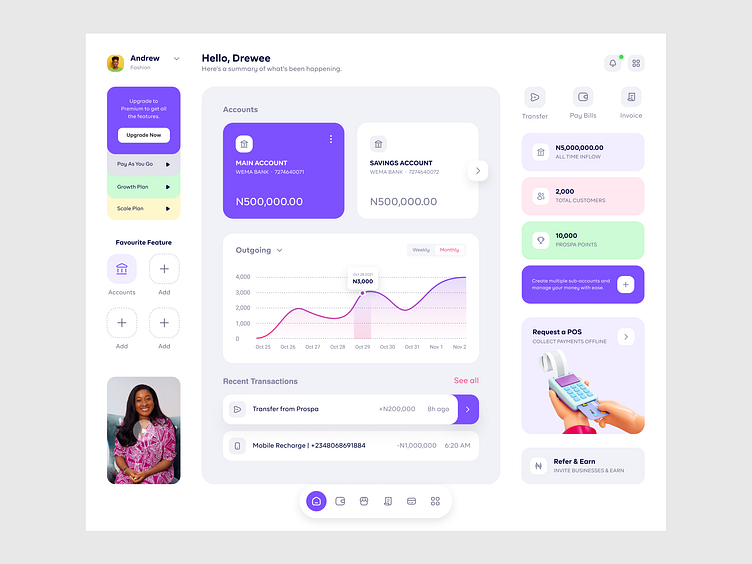 Andrew
Fashion
Hello, Drewee
Here's a summary of what's been happening.
Upgrade to
Premium to get all
the features.
Upgrade Now
Pay As You Go
Growth Plan
Scale Plan
Favourite Feature
Accounts
Add
Add
Add
Accounts
MAIN ACCOUNT
WEMA BANK · 7274640071
N500,000.00
SAVINGS ACCOUNT
WEMA BANK · 7274640072
N500,000.00
Outgoing
Weekly
Monthly
4,000
3,000
2,000
1,000
0
Oct 28 2021
N3,000
Oct 25
Oct 26
Oct 27
Oct 28
Oct 29
Oct 30
Oct 31
Nov 1
Nov 2
Recent Transactions
See all
Transfer from Prospa
+N200,000
8h ago
Mobile Recharge | +2348068691884
-N1,000,000
6:20 AM
Transfer
Pay Bills
Invoice
N5,000,000.00
ALL TIME INFLOW
2,000
TOTAL CUSTOMERS
10,000
PROSPA POINTS
Create multiple sub-accounts and
manage your money with ease.
Request a POS
COLLECT PAYMENTS OFFLINE
Refer & Earn
INVITE BUSINESSES & EARN